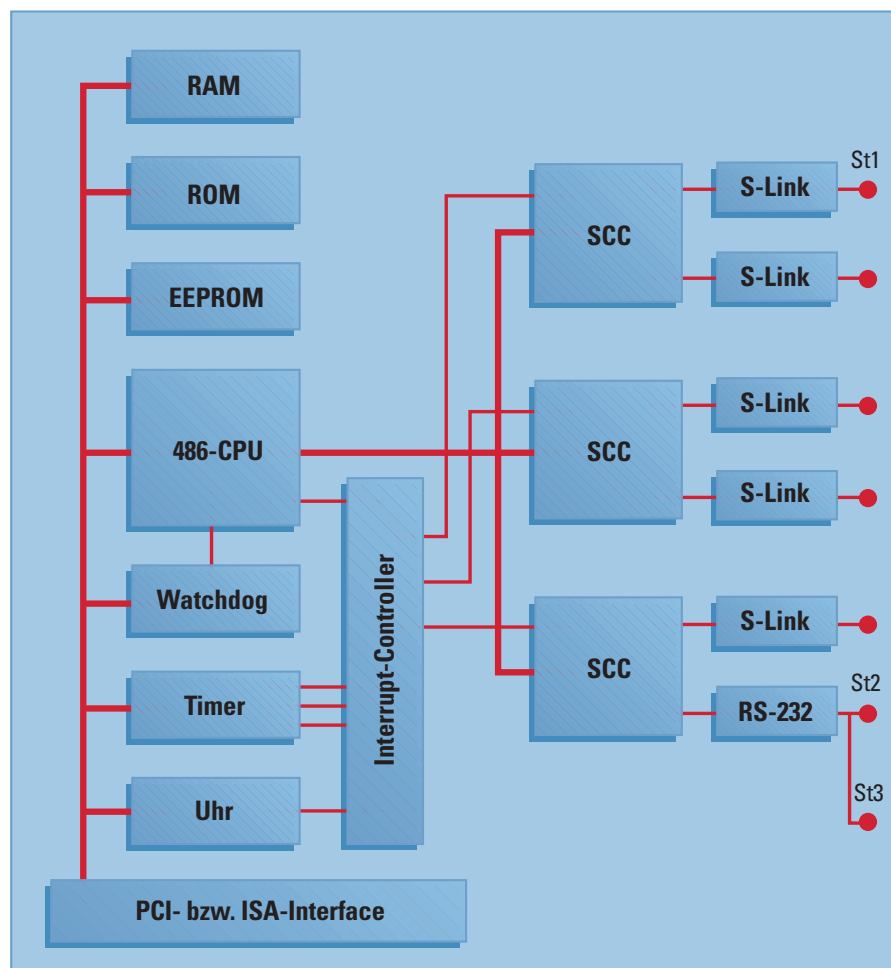 RAM
ROM
EEPROM
486-CPU
Watchdog
Timer
Uhr
PCI- bzw. ISA-Interface
Interrupt-Controller
SCC
SCC
SCC
S-Link
St1
S-Link
S-Link
S-Link
S-Link
RS-232
St2
St3